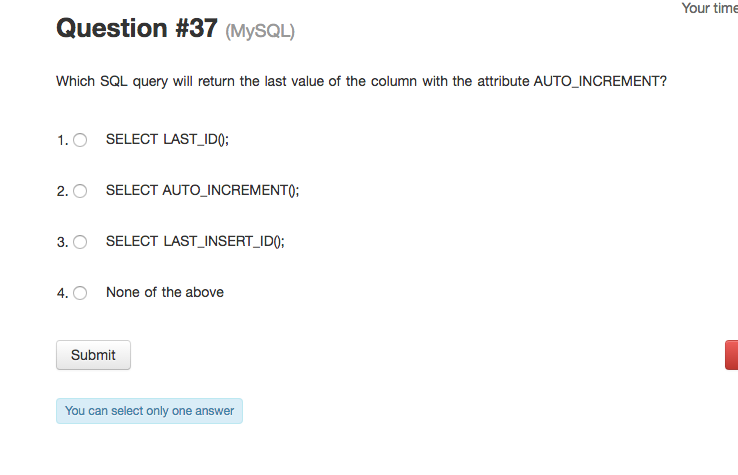 Your time
Question #37 (MySQL)
Which SQL query will return the last value of the column with the attribute AUTO_INCREMENT?
1. SELECT LAST_ID();
2. SELECT AUTO_INCREMENT();
3. SELECT LAST_INSERT_ID();
4. None of the above
Submit
You can select only one answer